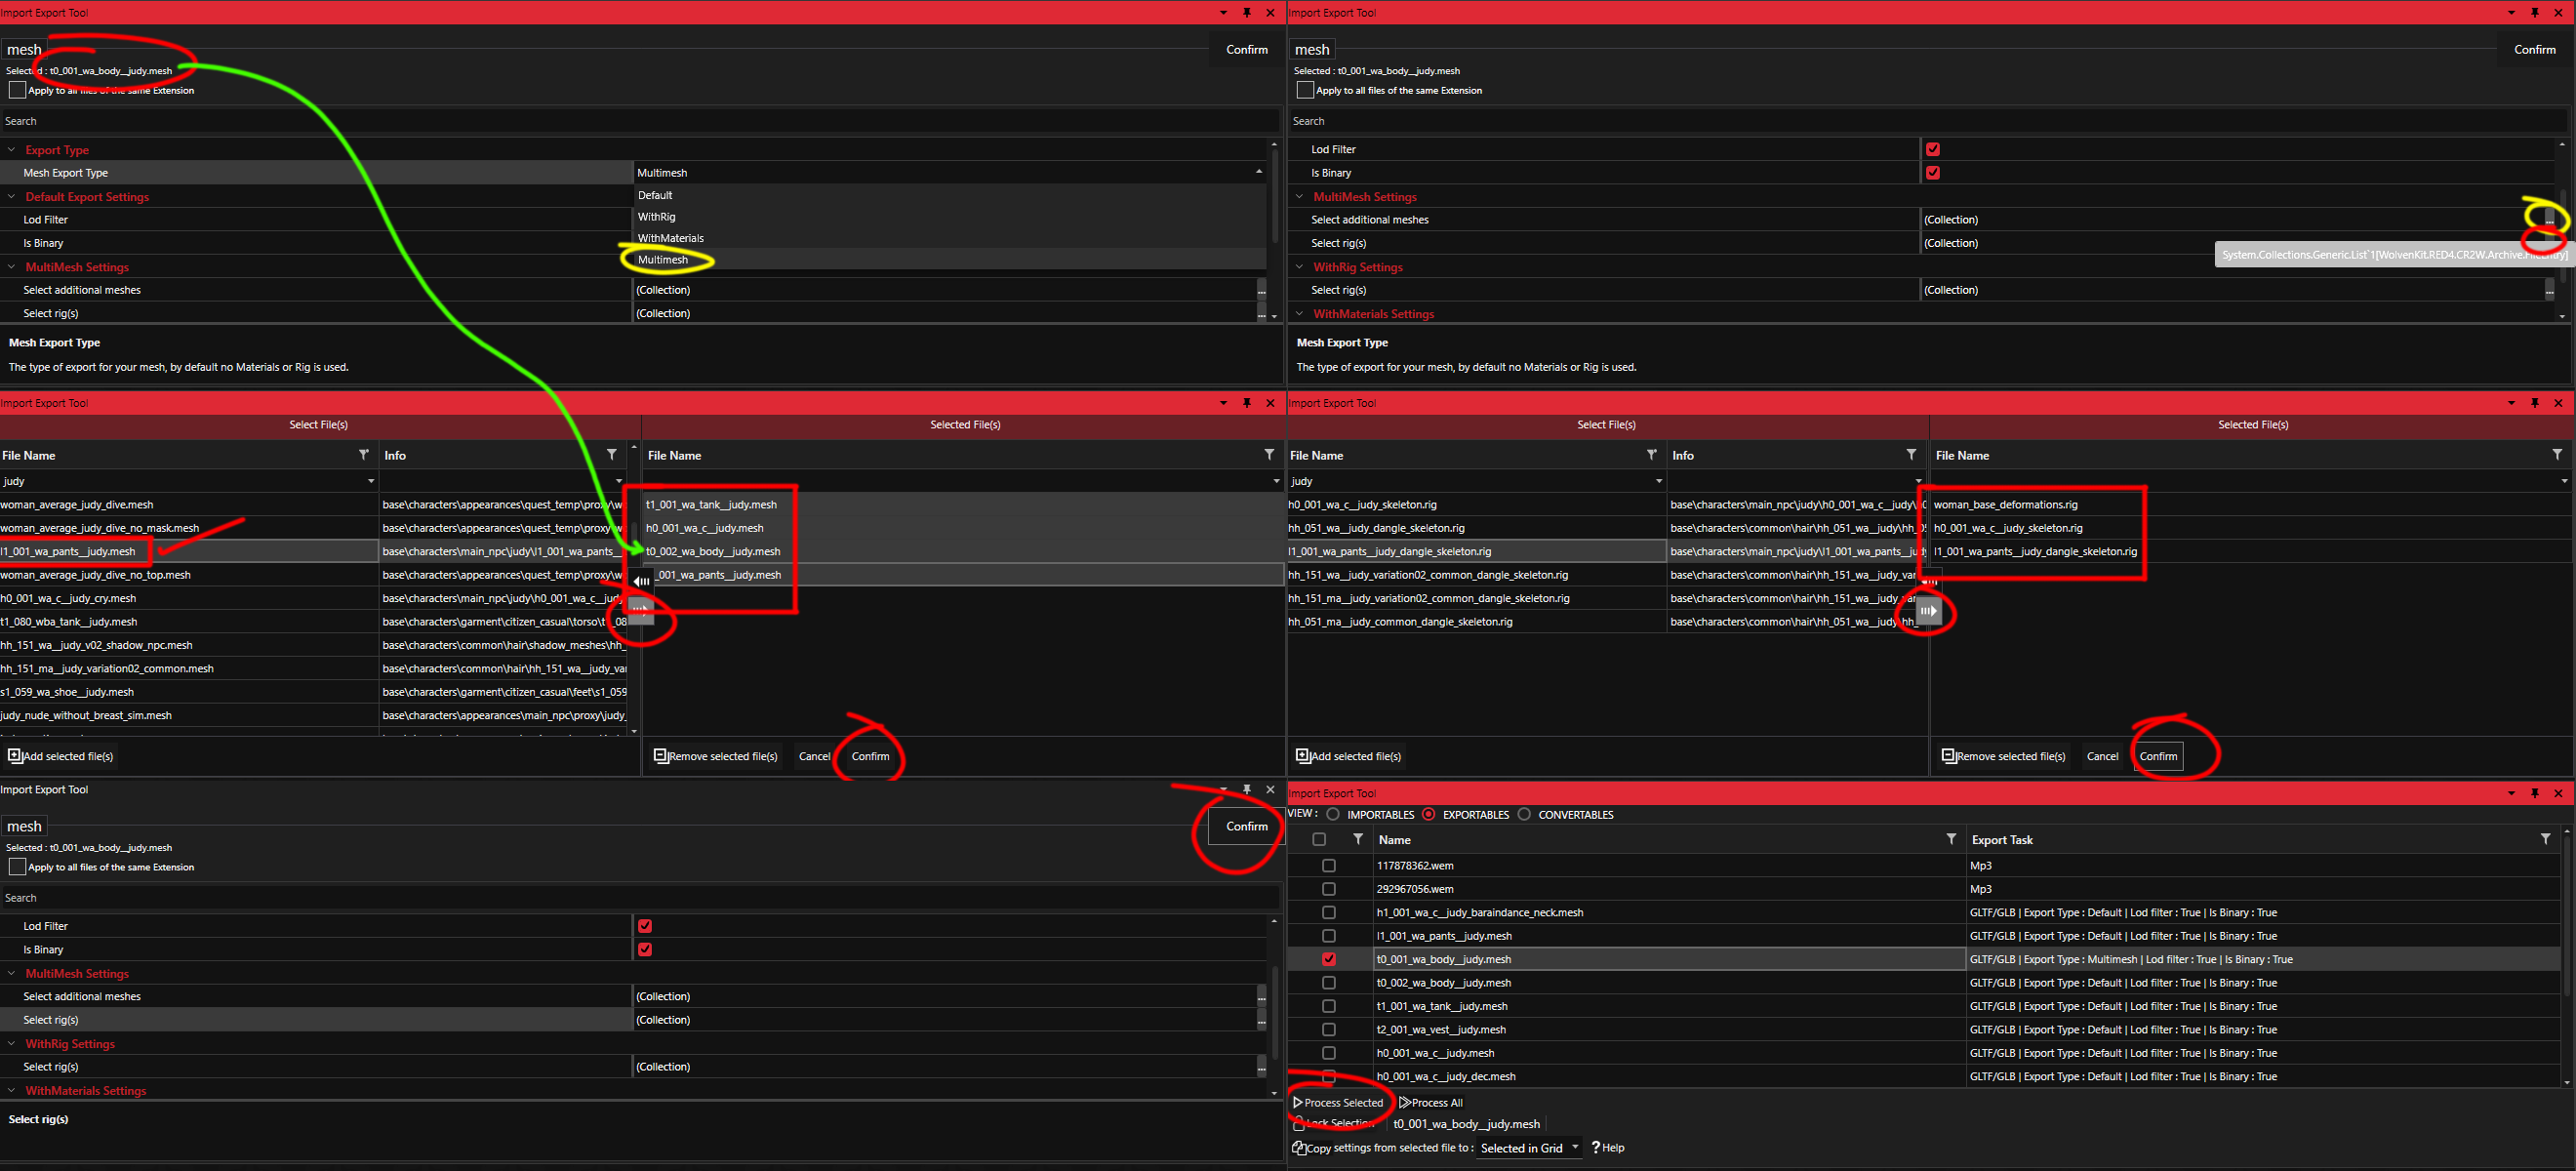 Import Export Tool
mesh
Confirm
Selected : t0_001_wa_body__judy.mesh
Apply to all files of the same Extension
Search
Export Type
Mesh Export Type Multimesh
Default
Default Export Settings
Lod Filter WithRig
WithMaterials
Is Binary
Multimesh
MultiMesh Settings
Select additional meshes (Collection) ...
Select rig(s) (Collection) ...
Mesh Export Type
The type of export for your mesh, by default no Materials or Rig is used.
Import Export Tool
mesh
Confirm
Selected : t0_001_wa_body__judy.mesh
Apply to all files of the same Extension
Search
Lod Filter
Is Binary
MultiMesh Settings
Select additional meshes (Collection) ...
Select rig(s) (Collection)
System.Collections.Generic.List`1[WolvenKit.RED4.CR2W.Archive.FileEntry]
WithRig Settings
Select rig(s) (Collection) ...
WithMaterials Settings
Mesh Export Type
The type of export for your mesh, by default no Materials or Rig is used.
Import Export Tool
Select File(s) Selected File(s)
File Name Info File Name
judy
woman_average_judy_dive.mesh base\characters\appearances\quest_temp\proxy\w t1_001_wa_tank__judy.mesh
woman_average_judy_dive_no_mask.mesh base\characters\appearances\quest_temp\proxy\w h0_001_wa_c__judy.mesh
l1_001_wa_pants__judy.mesh base\characters\main_npc\judy\l1_001_wa_pants_ t0_002_wa_body__judy.mesh
woman_average_judy_dive_no_top.mesh base\characters\appearances\quest_temp\proxy\w _001_wa_pants__judy.mesh
h0_001_wa_c__judy_cry.mesh base\characters\main_npc\judy\h0_001_wa_c__judy
t1_080_wba_tank__judy.mesh base\characters\garment\citizen_casual\torso\t1_08
hh_151_wa__judy_v02_shadow_npc.mesh base\characters\common\hair\shadow_meshes\hh_
hh_151_ma__judy_variation02_common.mesh base\characters\common\hair\hh_151_wa__judy_va
s1_059_wa_shoe__judy.mesh base\characters\garment\citizen_casual\feet\s1_059
judy_nude_without_breast_sim.mesh base\characters\appearances\main_npc\proxy\judy_
Add selected file(s) Remove selected file(s) Cancel Confirm
Import Export Tool
Select File(s) Selected File(s)
File Name Info File Name
judy
h0_001_wa_c__judy_skeleton.rig base\characters\main_npc\judy\h0_001_wa_c__judy\h0 woman_base_deformations.rig
hh_051_wa__judy_dangle_skeleton.rig base\characters\common\hair\hh_051_wa__judy\hh_05 h0_001_wa_c__judy_skeleton.rig
l1_001_wa_pants__judy_dangle_skeleton.rig base\characters\main_npc\judy\l1_001_wa_pants__judy l1_001_wa_pants__judy_dangle_skeleton.rig
hh_151_wa__judy_variation02_common_dangle_skeleton.rig base\characters\common\hair\hh_151_wa__judy_var
hh_151_ma__judy_variation02_common_dangle_skeleton.rig base\characters\common\hair\hh_151_wa__judy_var
hh_051_ma__judy_common_dangle_skeleton.rig base\characters\common\hair\hh_051_wa__judy\hh_
Add selected file(s) Remove selected file(s) Cancel Confirm
Import Export Tool
mesh
Confirm
Selected : t0_001_wa_body__judy.mesh
Apply to all files of the same Extension
Search
Lod Filter
Is Binary
MultiMesh Settings
Select additional meshes (Collection) ...
Select rig(s) (Collection) ...
WithRig Settings
Select rig(s) (Collection) ...
WithMaterials Settings
Select rig(s)
Import Export Tool
VIEW : IMPORTABLES EXPORTABLES CONVERTABLES
Name Export Task
117878362.wem Mp3
292967056.wem Mp3
h1_001_wa_c__judy_baraindance_neck.mesh GLTF/GLB | Export Type : Default | Lod filter : True | Is Binary : True
l1_001_wa_pants__judy.mesh GLTF/GLB | Export Type : Default | Lod filter : True | Is Binary : True
t0_001_wa_body__judy.mesh GLTF/GLB | Export Type : Multimesh | Lod filter : True | Is Binary : True
t0_002_wa_body__judy.mesh GLTF/GLB | Export Type : Default | Lod filter : True | Is Binary : True
t1_001_wa_tank__judy.mesh GLTF/GLB | Export Type : Default | Lod filter : True | Is Binary : True
t2_001_wa_vest__judy.mesh GLTF/GLB | Export Type : Default | Lod filter : True | Is Binary : True
h0_001_wa_c__judy.mesh GLTF/GLB | Export Type : Default | Lod filter : True | Is Binary : True
h0_001_wa_c__judy_dec.mesh GLTF/GLB | Export Type : Default | Lod filter : True | Is Binary : True
Process Selected Process All
Lock Selection t0_001_wa_body__judy.mesh
Copy settings from selected file to : Selected in Grid ? Help